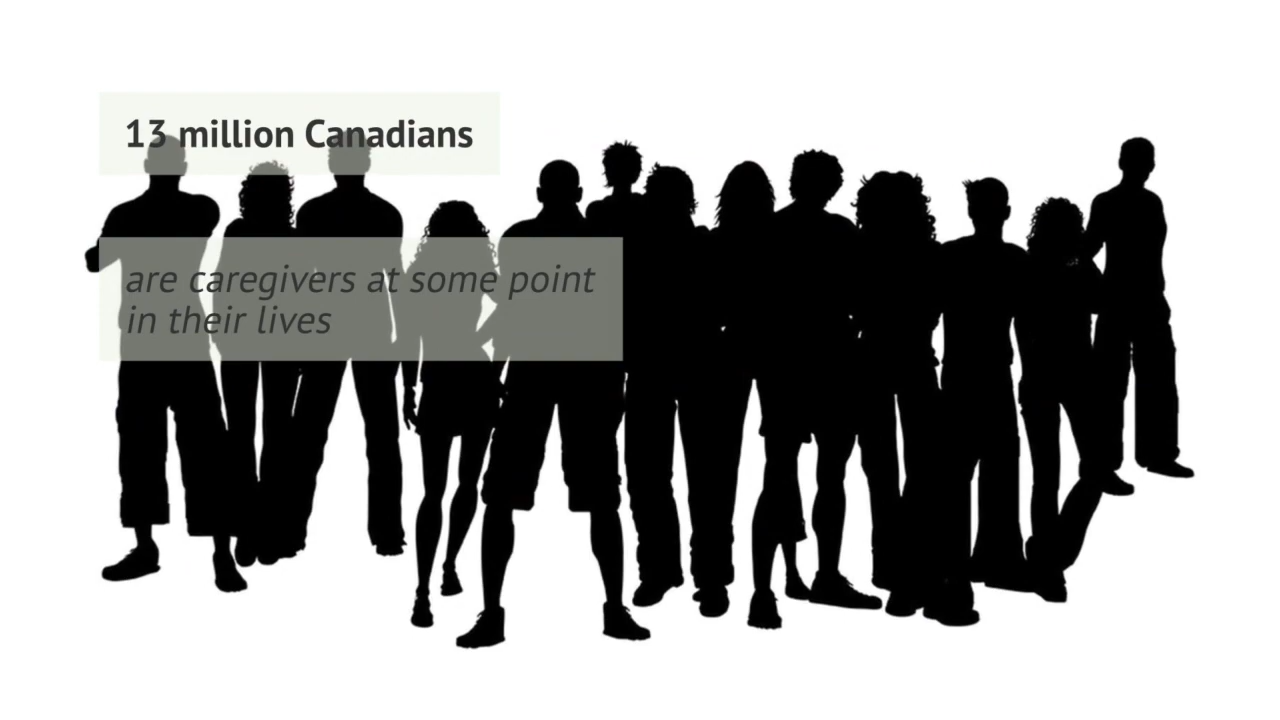 13 million Canadians
are caregivers at some point
in their lives